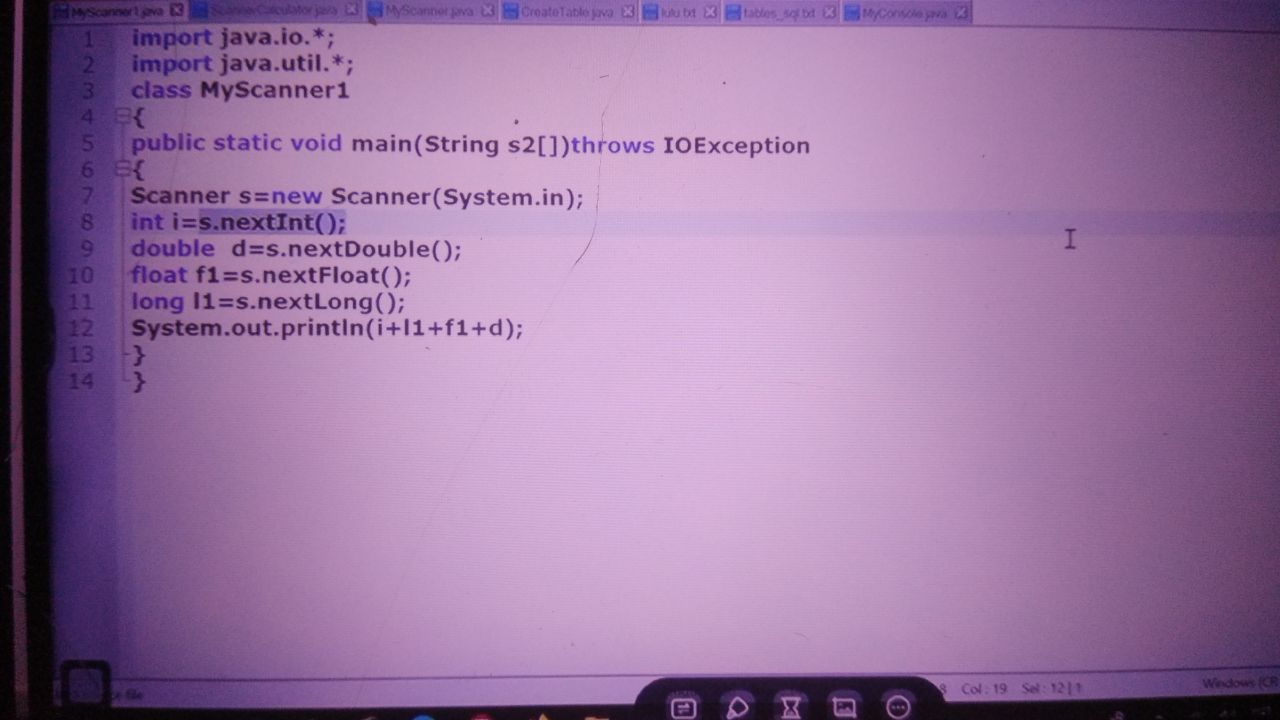 MyScanner1.java ScannerCalculator.java MyScanner.java CreateTable.java lulu.txt tables_sql.txt MyConsole.java
1 import java.io.*;
2 import java.util.*;
3 class MyScanner1
4 {
5 public static void main(String s2[])throws IOException
6 {
7 Scanner s=new Scanner(System.in);
8 int i=s.nextInt();
9 double  d=s.nextDouble();
10 float f1=s.nextFloat();
11 long l1=s.nextLong();
12 System.out.println(i+l1+f1+d);
13 }
14 }
file 8 Col : 19 Sel : 12 | 1 Windows (CR